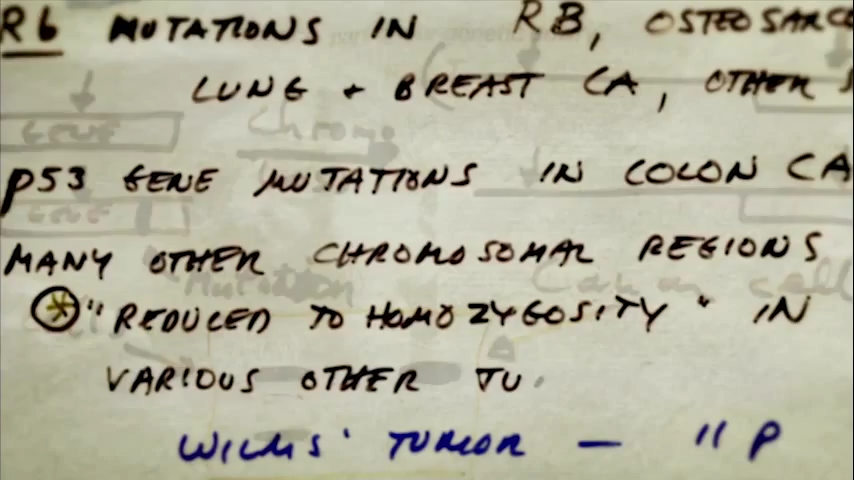 Rb MUTATIONS IN RB, OSTEOSARC
LUNG + BREAST CA, OTHER S
p53 GENE MUTATIONS IN COLON CA
MANY OTHER CHROMOSOMAL REGIONS
* "REDUCED TO HOMOZYGOSITY" IN
VARIOUS OTHER TU.
WILMS' TUMOR — 11 P